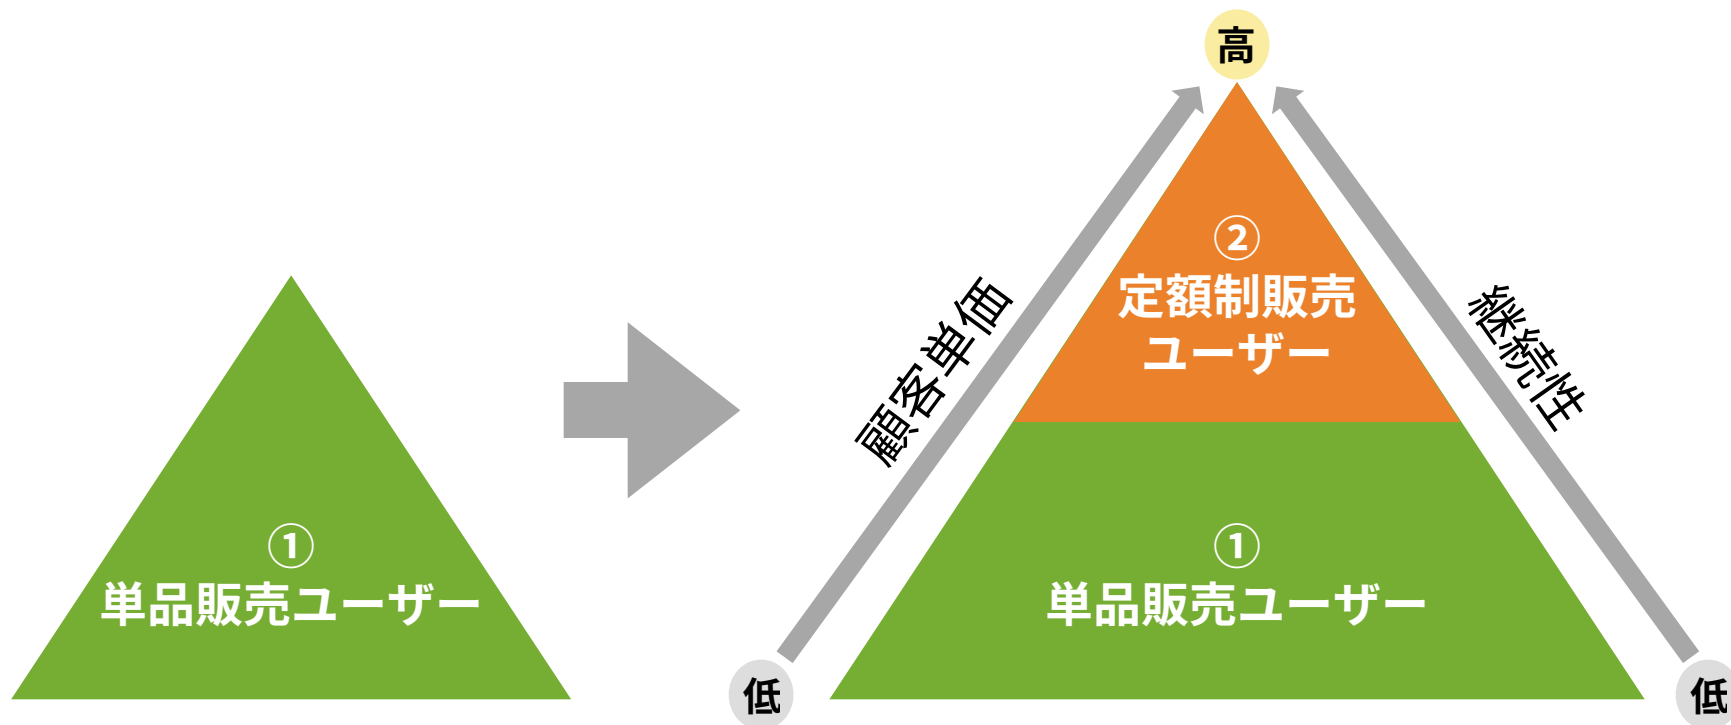 ①
単品販売ユーザー
高
顧客単価
継続性
②
定額制販売
ユーザー
①
単品販売ユーザー
低
低